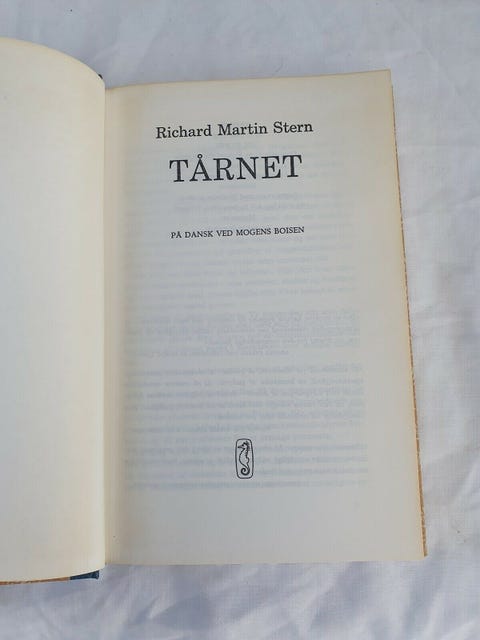 Richard Martin Stern
TÅRNET
PÅ DANSK VED MOGENS BOISEN